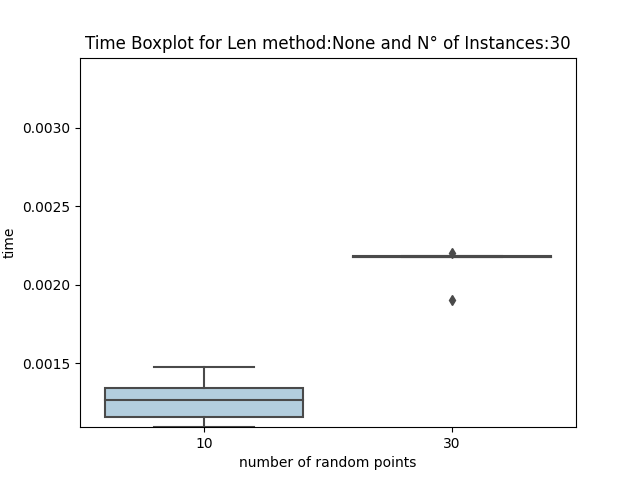 Time Boxplot for Len method:None and N° of Instances:30
0.0030
0.0025
0.0020
0.0015
time
10
30
number of random points